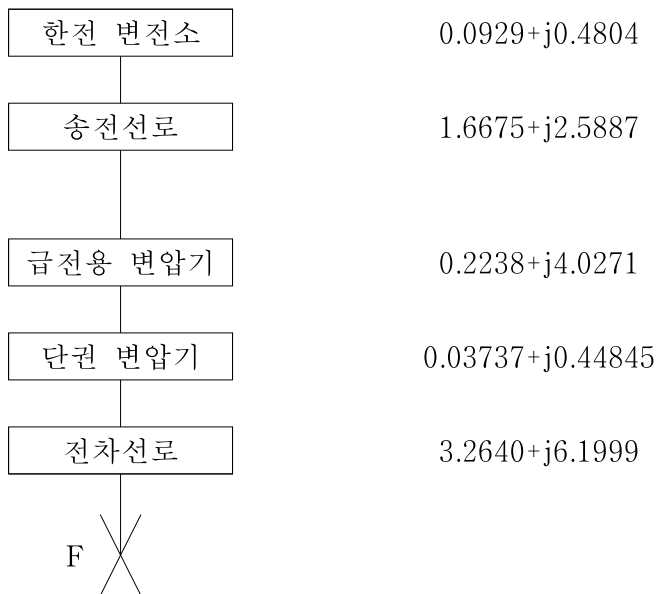 한전 변전소 0.0929+j0.4804
송전선로 1.6675+j2.5887
급전용 변압기 0.2238+j4.0271
단권 변압기 0.03737+j0.44845
전차선로 3.2640+j6.1999
F